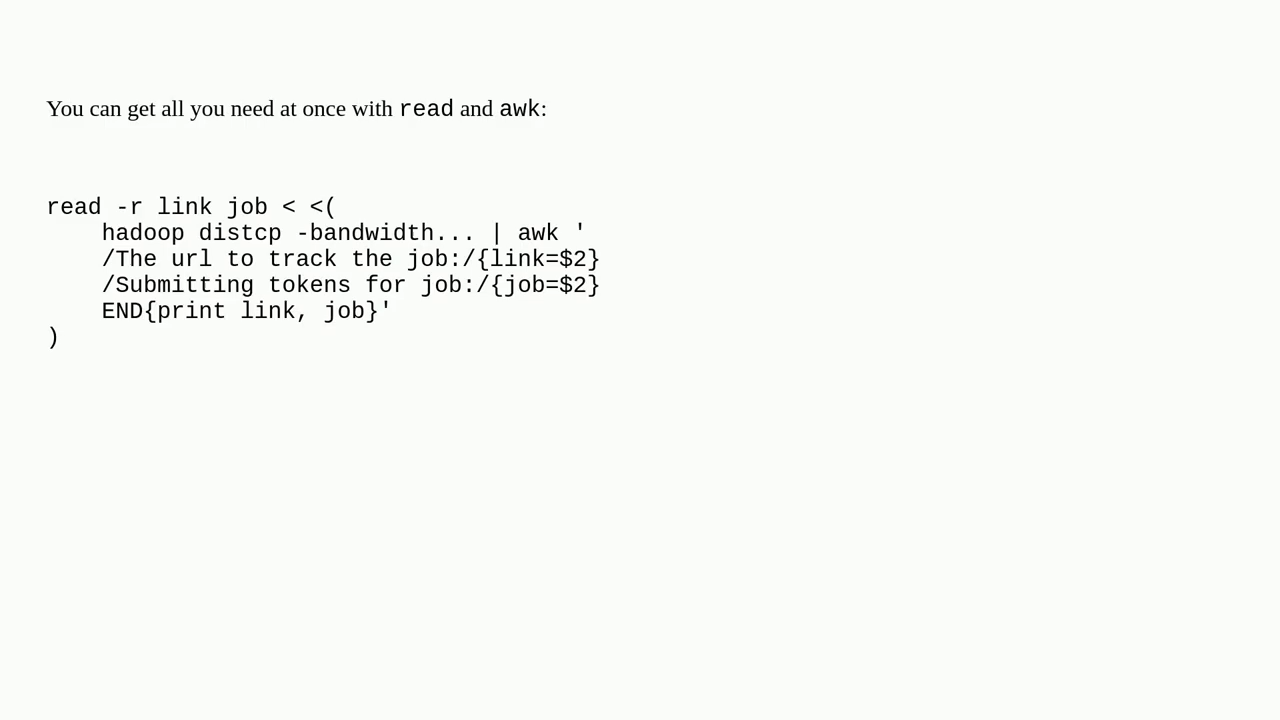 You can get all you need at once with read and awk:
read -r link job < <(
    hadoop distcp -bandwidth... | awk '
    /The url to track the job:/{link=$2}
    /Submitting tokens for job:/{job=$2}
    END{print link, job}'
)